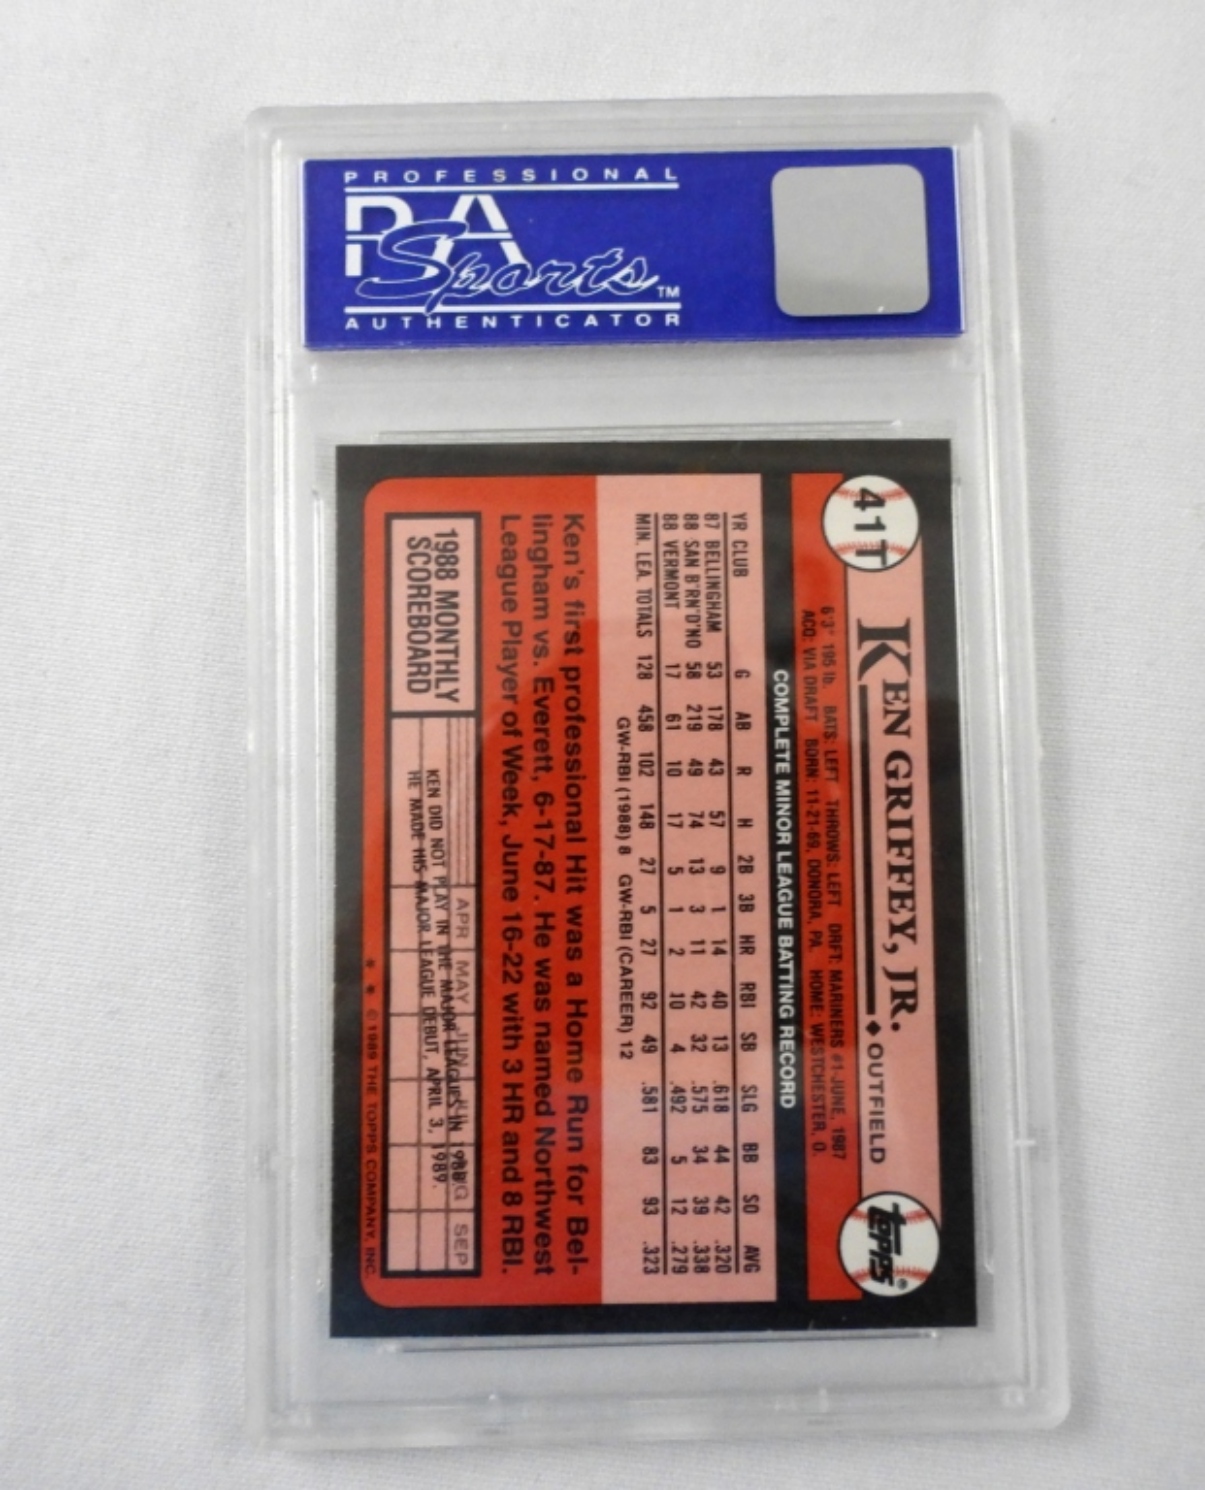 PROFESSIONAL
PSA
Sports™
AUTHENTICATOR
41T
KEN GRIFFEY, JR. ◆ OUTFIELD
topps®
6'3" 195 lb. BATS: LEFT THROWS: LEFT DRFT: MARINERS #1-JUNE, 1987
ACQ: VIA DRAFT BORN: 11-21-69, DONORA, PA. HOME: WESTCHESTER, O.
COMPLETE MINOR LEAGUE BATTING RECORD
YR CLUB G AB R H 2B 3B HR RBI SB SLG BB SO AVG
87 BELLINGHAM 53 178 43 57 9 1 14 40 13 .618 44 42 .320
88 SAN B'RN'D'NO 58 219 49 74 13 3 11 42 32 .575 34 39 .338
88 VERMONT 17 61 10 17 5 1 2 10 4 .492 5 12 .279
MIN. LEA. TOTALS 128 458 102 148 27 5 27 92 49 .581 83 93 .323
GW-RBI (1988) 8 GW-RBI (CAREER) 12
Ken's first professional Hit was a Home Run for Bel-
lingham vs. Everett, 6-17-87. He was named Northwest
League Player of Week, June 16-22 with 3 HR and 8 RBI.
1988 MONTHLY
SCOREBOARD
APR MAY JUN JUL AUG SEP
KEN DID NOT PLAY IN THE MAJOR LEAGUES IN 1988.
HE MADE HIS MAJOR LEAGUE DEBUT, APRIL 3, 1989.
* * © 1989 THE TOPPS COMPANY, INC.